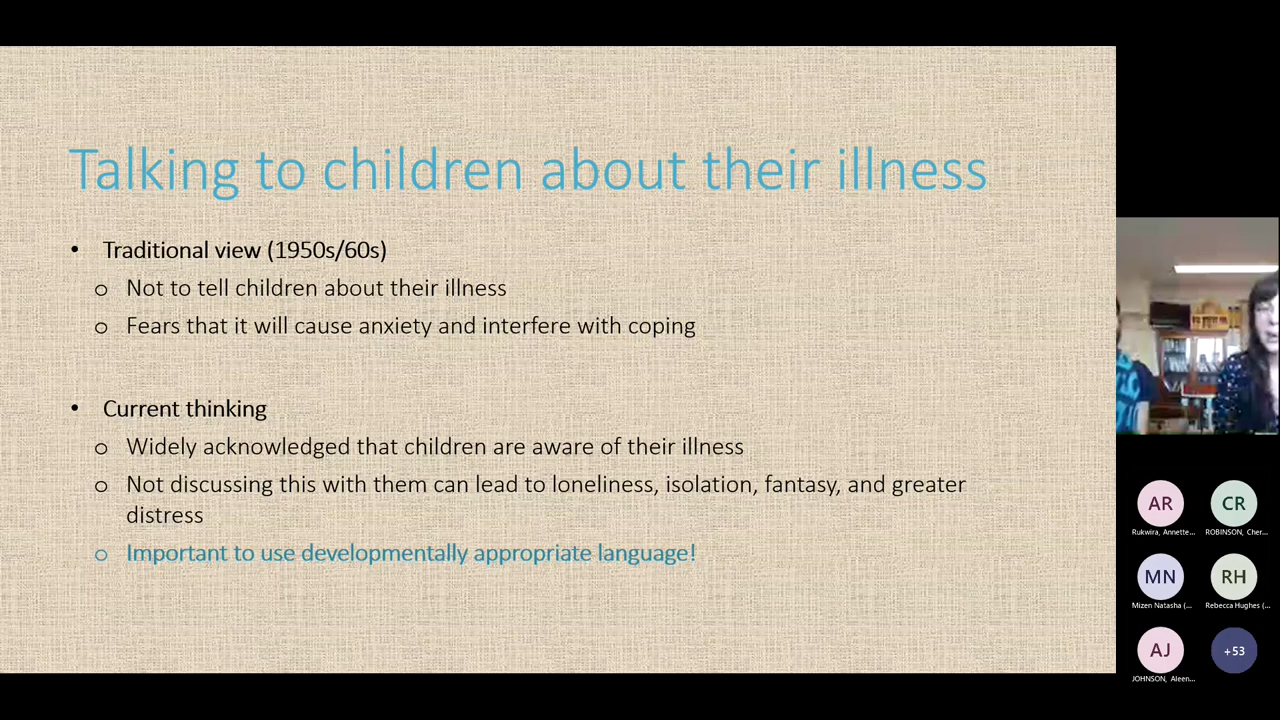 Talking to children about their illness
• Traditional view (1950s/60s)
o Not to tell children about their illness
o Fears that it will cause anxiety and interfere with coping
• Current thinking
o Widely acknowledged that children are aware of their illness
o Not discussing this with them can lead to loneliness, isolation, fantasy, and greater
distress
o Important to use developmentally appropriate language!
AR CR
Rukwira, Annette... ROBINSON, Cher...
MN RH
Mizen Natasha (... Rebecca Hughes (...
AJ +53
JOHNSON, Aleen...